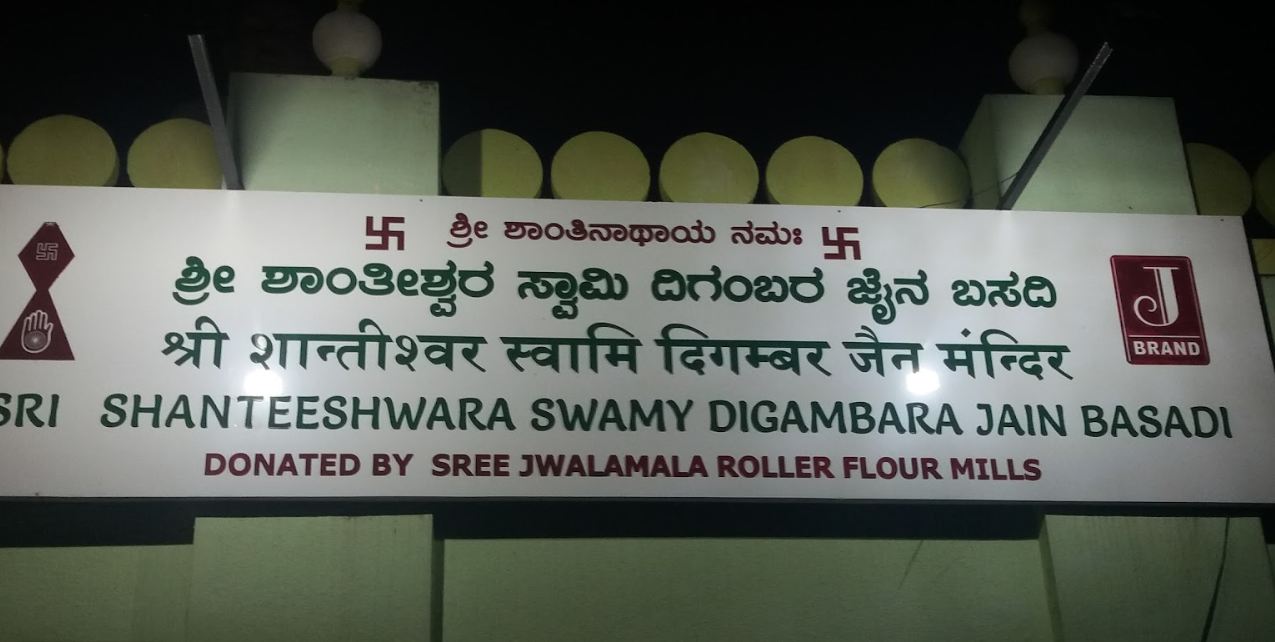 卐 ಶ್ರೀ ಶಾಂತಿನಾಥಾಯ ನಮಃ 卐
ಶ್ರೀ ಶಾಂತೀಶ್ವರ ಸ್ವಾಮಿ ದಿಗಂಬರ ಜೈನ ಬಸದಿ
श्री शान्तीश्वर स्वामि दिगम्बर जैन मंन्दिर
SRI SHANTEESHWARA SWAMY DIGAMBARA JAIN BASADI
DONATED BY SREE JWALAMALA ROLLER FLOUR MILLS
J
BRAND